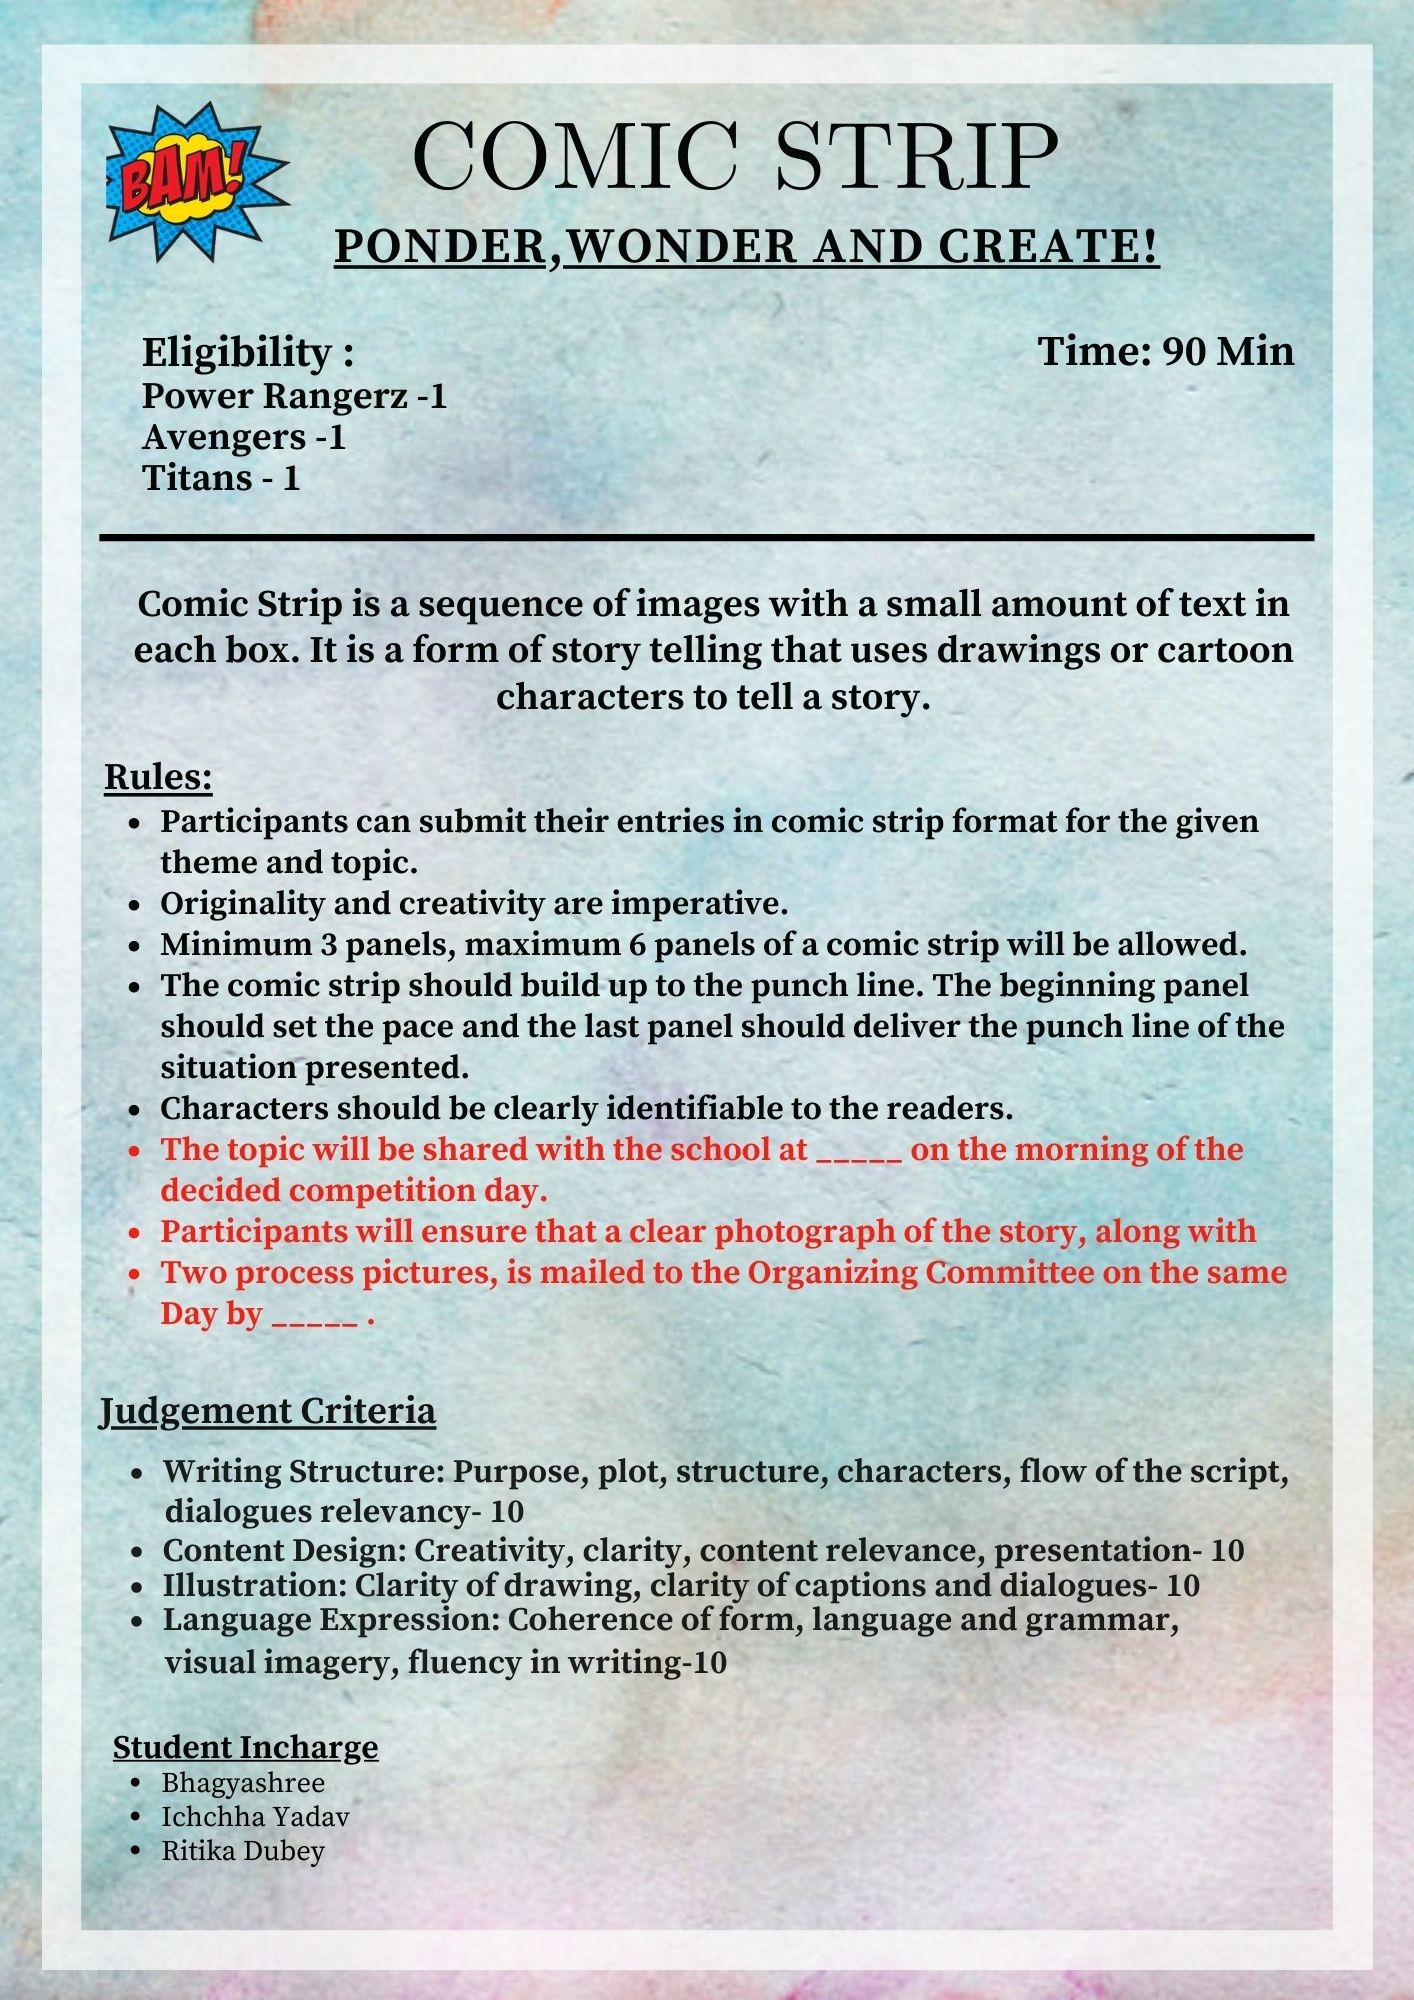 BAM!
COMIC STRIP
PONDER,WONDER AND CREATE!
Eligibility :
Time: 90 Min
Power Rangerz -1
Avengers -1
Titans - 1
Comic Strip is a sequence of images with a small amount of text in
each box. It is a form of story telling that uses drawings or cartoon
characters to tell a story.
Rules:
• Participants can submit their entries in comic strip format for the given
theme and topic.
• Originality and creativity are imperative.
• Minimum 3 panels, maximum 6 panels of a comic strip will be allowed.
• The comic strip should build up to the punch line. The beginning panel
should set the pace and the last panel should deliver the punch line of the
situation presented.
• Characters should be clearly identifiable to the readers.
• The topic will be shared with the school at _____ on the morning of the
decided competition day.
• Participants will ensure that a clear photograph of the story, along with
• Two process pictures, is mailed to the Organizing Committee on the same
Day by _____ .
Judgement Criteria
• Writing Structure: Purpose, plot, structure, characters, flow of the script,
dialogues relevancy- 10
• Content Design: Creativity, clarity, content relevance, presentation- 10
• Illustration: Clarity of drawing, clarity of captions and dialogues- 10
• Language Expression: Coherence of form, language and grammar,
visual imagery, fluency in writing-10
Student Incharge
• Bhagyashree
• Ichchha Yadav
• Ritika Dubey